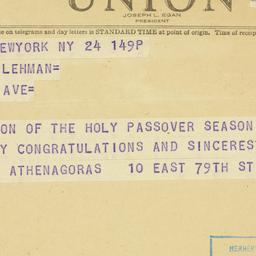 UNION
JOSEPH L. EGAN
PRESIDENT
on telegrams and day letters is STANDARD TIME at point of origin. Time of receip
NEWYORK NY 24 149P
LEHMAN=
AVE=
ON OF THE HOLY PASSOVER SEASON
Y CONGRATULATIONS AND SINCEREST
ATHENAGORAS 10 EAST 79TH ST
HERBERT